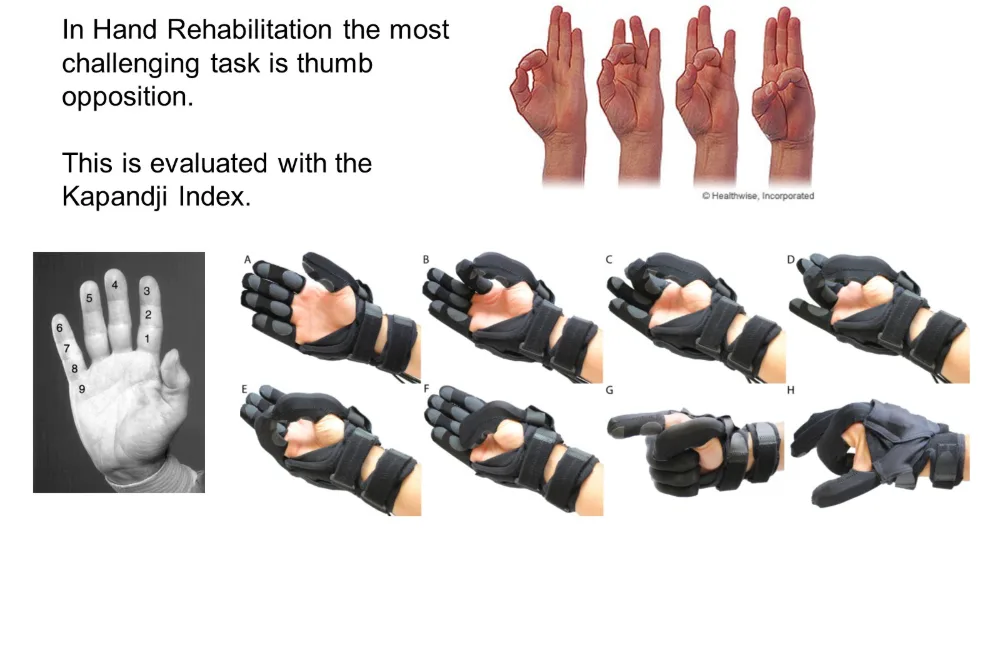 In Hand Rehabilitation the most
challenging task is thumb
opposition.
This is evaluated with the
Kapandji Index.
© Healthwise, Incorporated
A
B
C
D
4
5
3
2
6
1
7
8
9
E
F
G
H